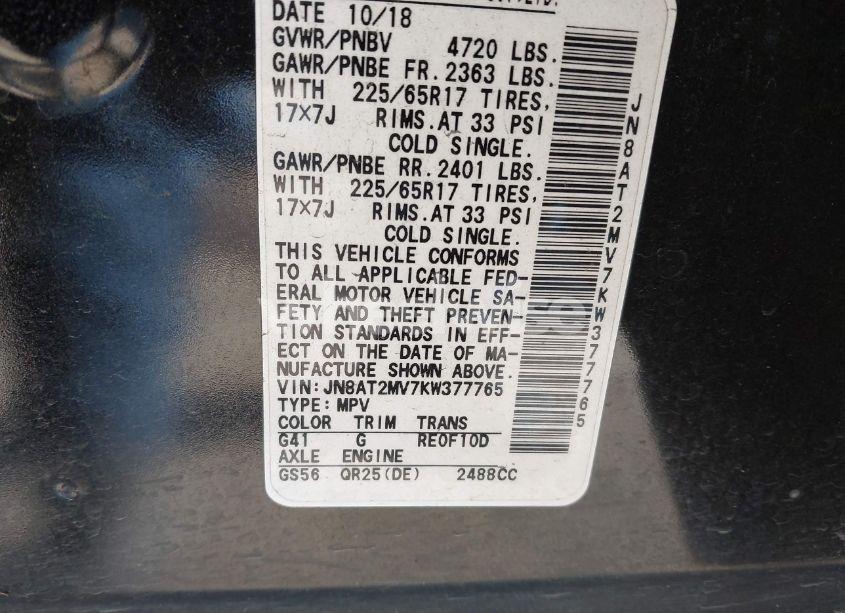 DATE 10/18
GVWR/PNBV 4720 LBS.
GAWR/PNBE FR. 2363 LBS.
WITH 225/65R17 TIRES,
17×7J RIMS. AT 33 PSI
COLD SINGLE.
GAWR/PNBE RR. 2401 LBS.
WITH 225/65R17 TIRES,
17×7J RIMS. AT 33 PSI
COLD SINGLE.
THIS VEHICLE CONFORMS
TO ALL APPLICABLE FED-
ERAL MOTOR VEHICLE SA-
FETY AND THEFT PREVEN-
TION STANDARDS IN EFF-
ECT ON THE DATE OF MA-
NUFACTURE SHOWN ABOVE.
VIN: JN8AT2MV7KW377765
TYPE: MPV
COLOR TRIM TRANS
G41 G RE0F10D
AXLE ENGINE
GS56 QR25(DE) 2488CC
JN8AT2MV7KW377765